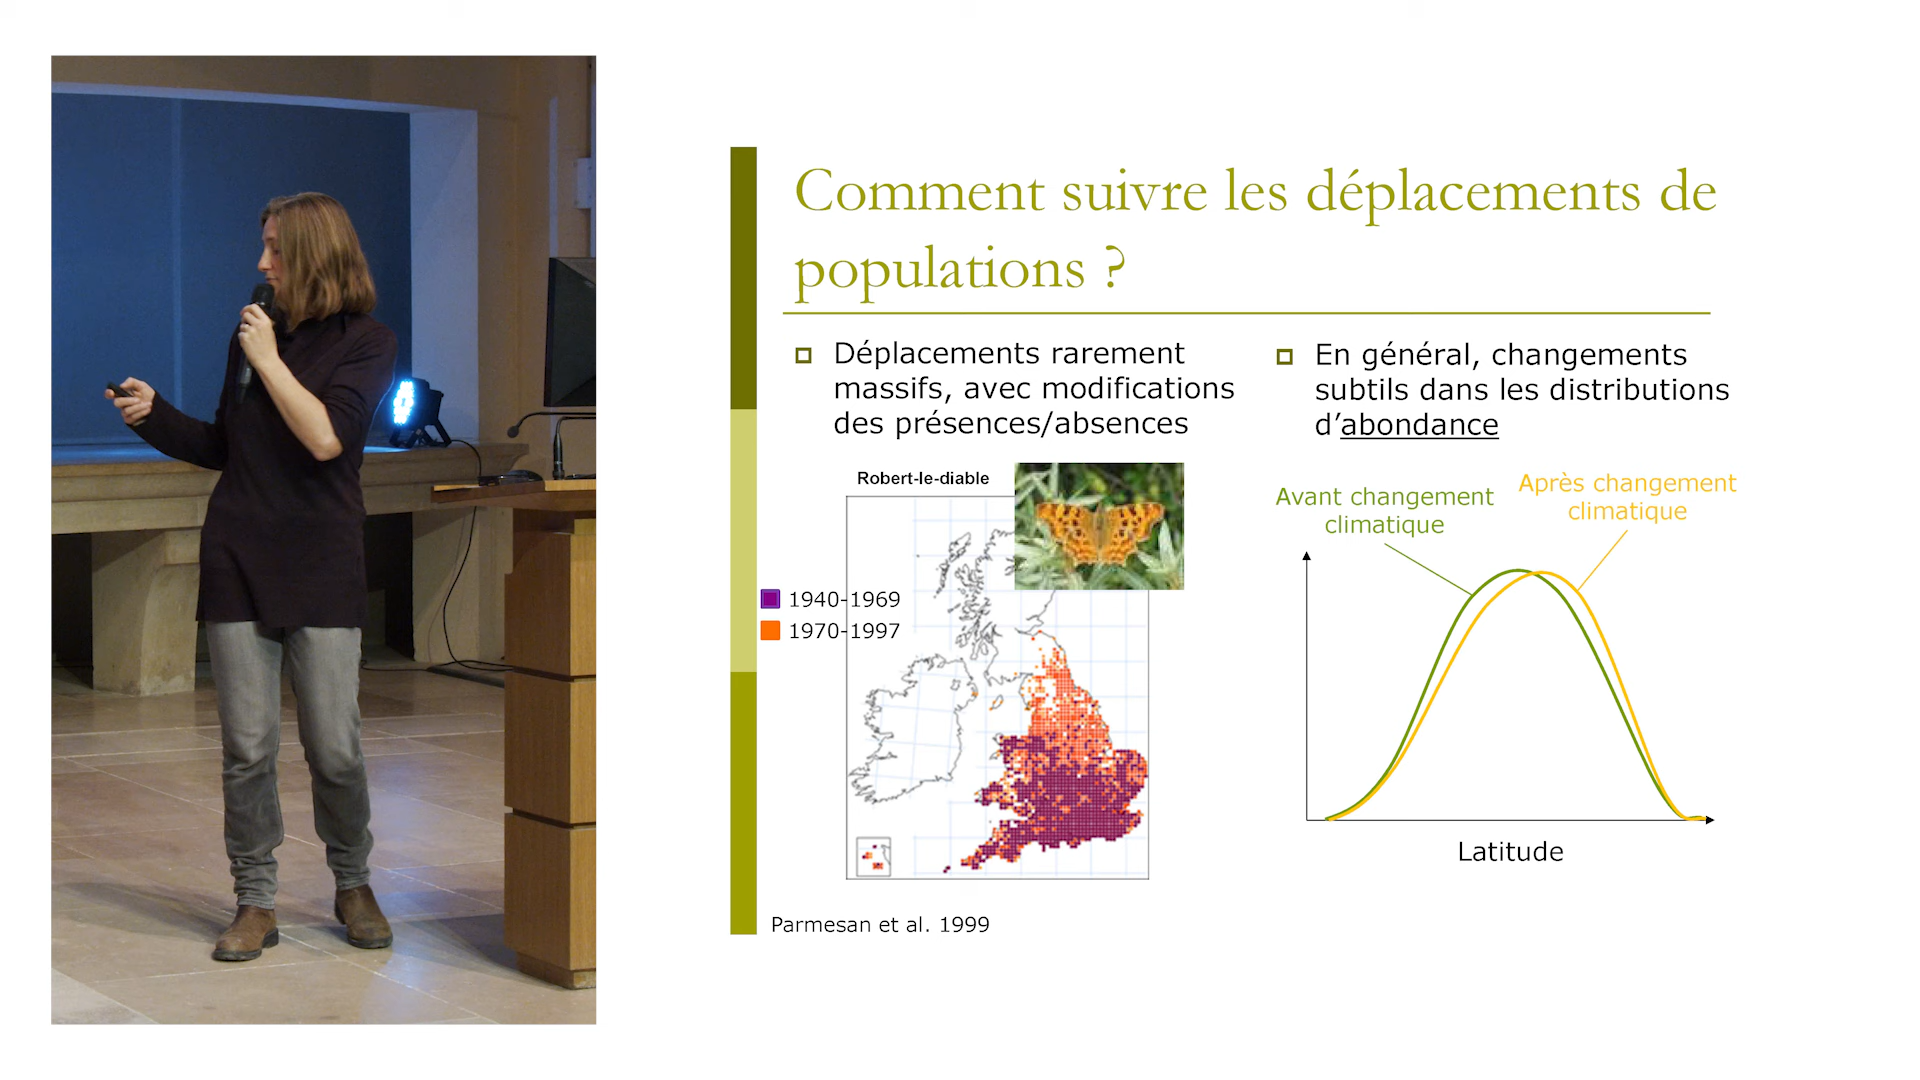 Comment suivre les déplacements de
populations ?
Déplacements rarement
massifs, avec modifications
des présences/absences
Robert-le-diable
1940-1969
1970-1997
Parmesan et al. 1999
En général, changements
subtils dans les distributions
d’abondance
Avant changement
climatique
Après changement
climatique
Latitude